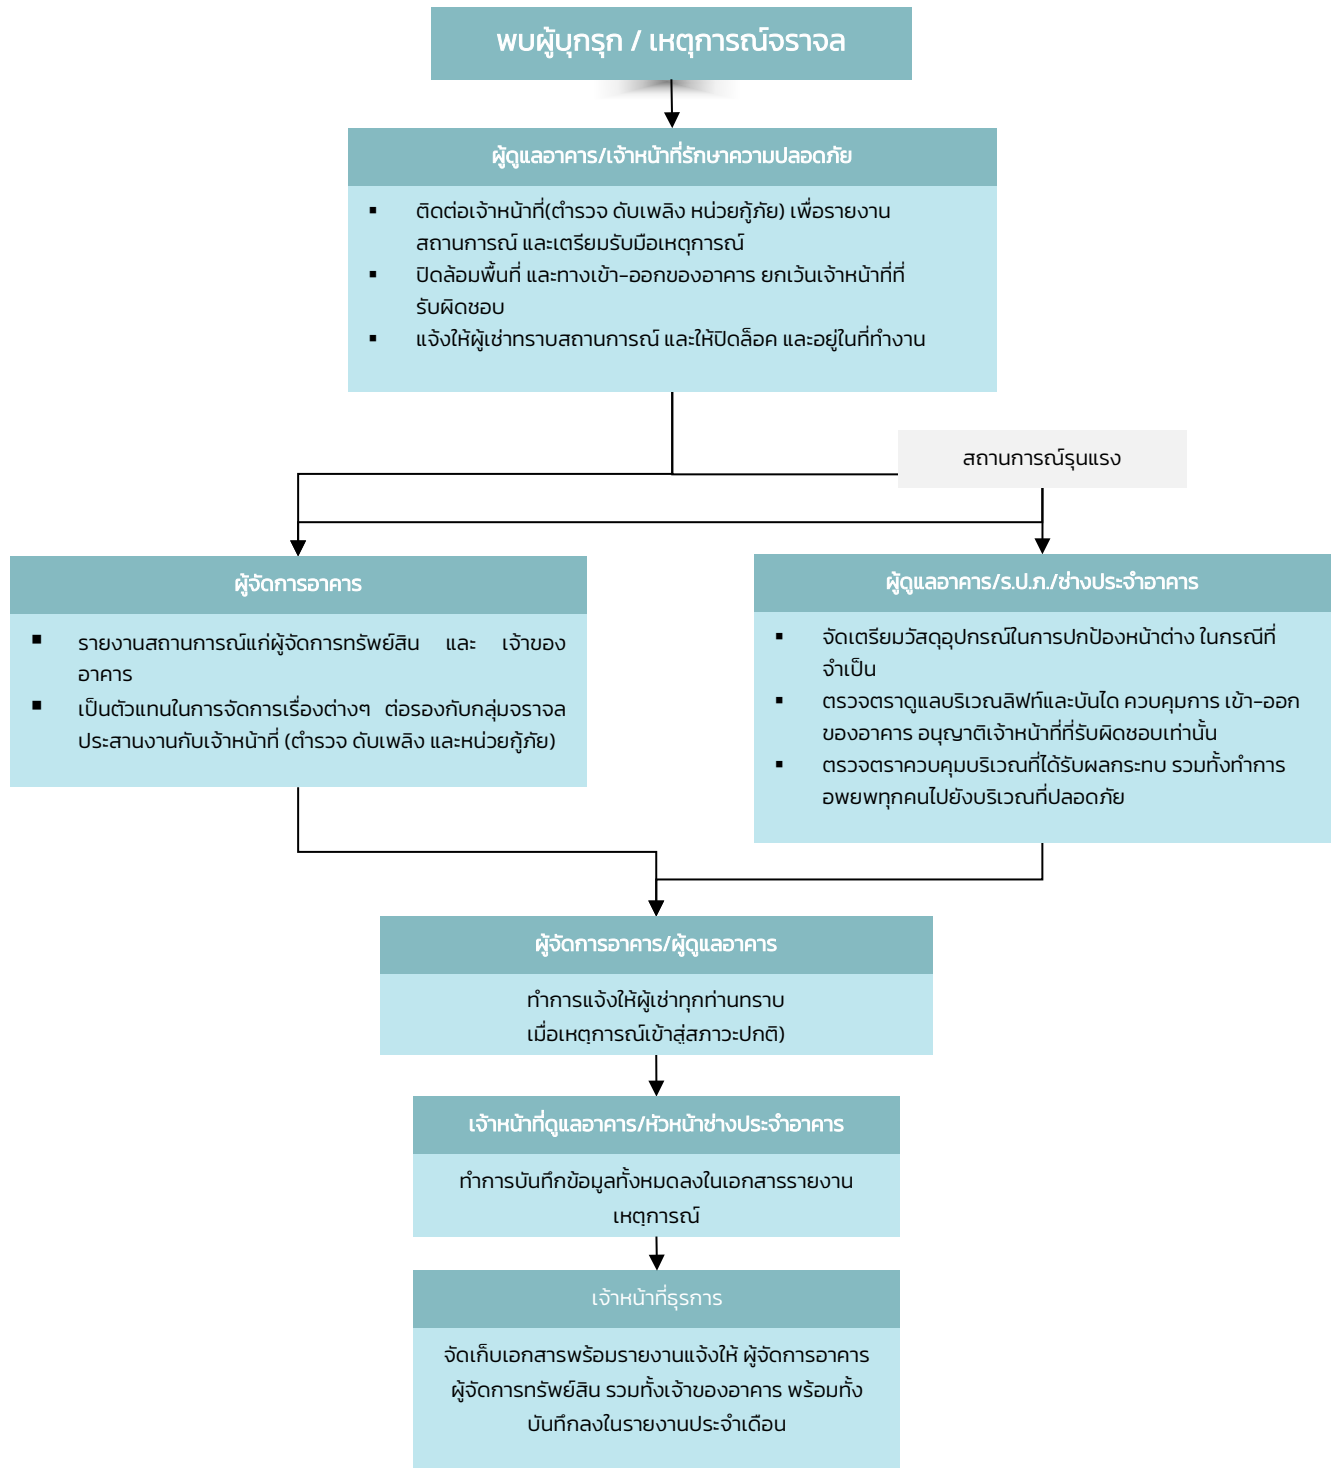 พบผู้บุกรุก / เหตุการณ์จราจล
ผู้ดูแลอาคาร/เจ้าหน้าที่รักษาความปลอดภัย
▪ ติดต่อเจ้าหน้าที่(ตำรวจ ดับเพลิง หน่วยกู้ภัย) เพื่อรายงาน
สถานการณ์ และเตรียมรับมือเหตุการณ์
▪ ปิดล้อมพื้นที่ และทางเข้า-ออกของอาคาร ยกเว้นเจ้าหน้าที่ที่
รับผิดชอบ
▪ แจ้งให้ผู้เช่าทราบสถานการณ์ และให้ปิดล็อค และอยู่ในที่ทำงาน
สถานการณ์รุนแรง
ผู้จัดการอาคาร
▪ รายงานสถานการณ์แก่ผู้จัดการทรัพย์สิน และ เจ้าของ
อาคาร
▪ เป็นตัวแทนในการจัดการเรื่องต่างๆ ต่อรองกับกลุ่มจราจล
ประสานงานกับเจ้าหน้าที่ (ตำรวจ ดับเพลิง และหน่วยกู้ภัย)
ผู้ดูแลอาคาร/ร.ป.ภ./ช่างประจำอาคาร
▪ จัดเตรียมวัสดุอุปกรณ์ในการปกป้องหน้าต่าง ในกรณีที่
จำเป็น
▪ ตรวจตราดูแลบริเวณลิฟท์และบันได ควบคุมการ เข้า-ออก
ของอาคาร อนุญาติเจ้าหน้าที่ที่รับผิดชอบเท่านั้น
▪ ตรวจตราควบคุมบริเวณที่ได้รับผลกระทบ รวมทั้งทำการ
อพยพทุกคนไปยังบริเวณที่ปลอดภัย
ผู้จัดการอาคาร/ผู้ดูแลอาคาร
ทำการแจ้งให้ผู้เช่าทุกท่านทราบ
เมื่อเหตุการณ์เข้าสู่สภาวะปกติ)
เจ้าหน้าที่ดูแลอาคาร/หัวหน้าช่างประจำอาคาร
ทำการบันทึกข้อมูลทั้งหมดลงในเอกสารรายงาน
เหตุการณ์
เจ้าหน้าที่ธุรการ
จัดเก็บเอกสารพร้อมรายงานแจ้งให้ ผู้จัดการอาคาร
ผู้จัดการทรัพย์สิน รวมทั้งเจ้าของอาคาร พร้อมทั้ง
บันทึกลงในรายงานประจำเดือน